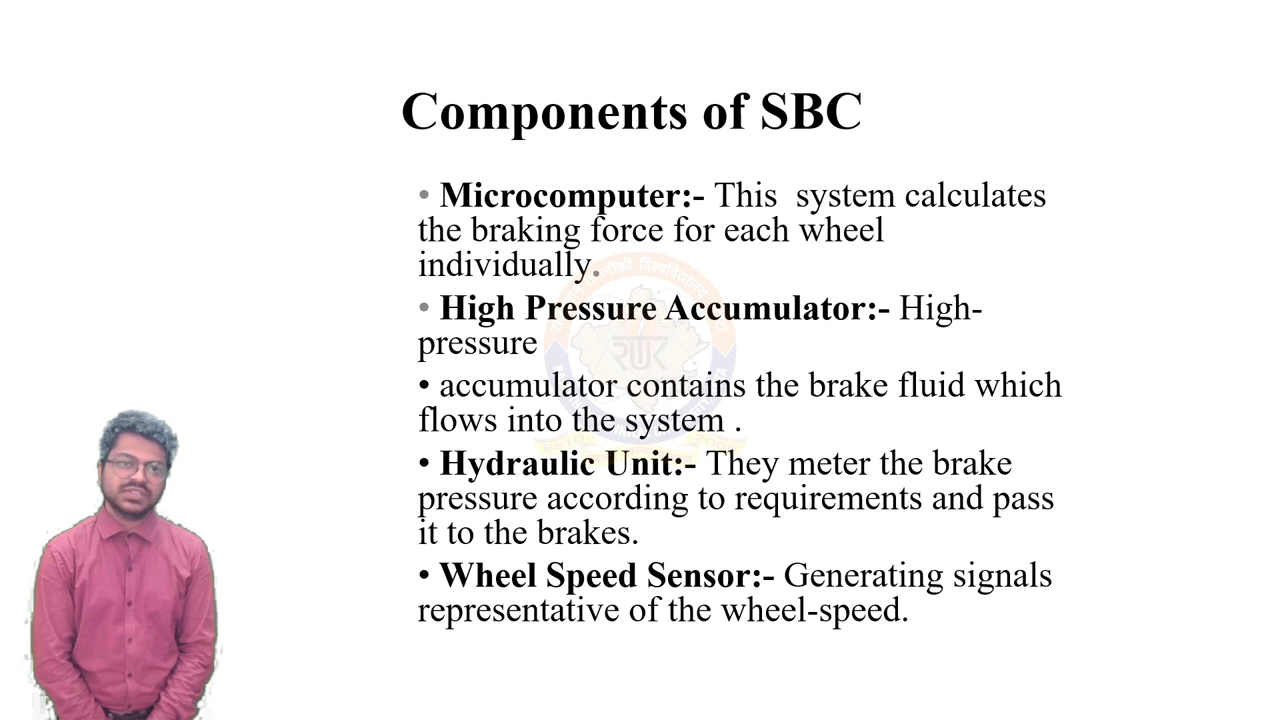 Components of SBC
• Microcomputer:- This  system calculates
the braking force for each wheel
individually.
• High Pressure Accumulator:- High-
pressure
• accumulator contains the brake fluid which
flows into the system .
• Hydraulic Unit:- They meter the brake
pressure according to requirements and pass
it to the brakes.
• Wheel Speed Sensor:- Generating signals
representative of the wheel-speed.